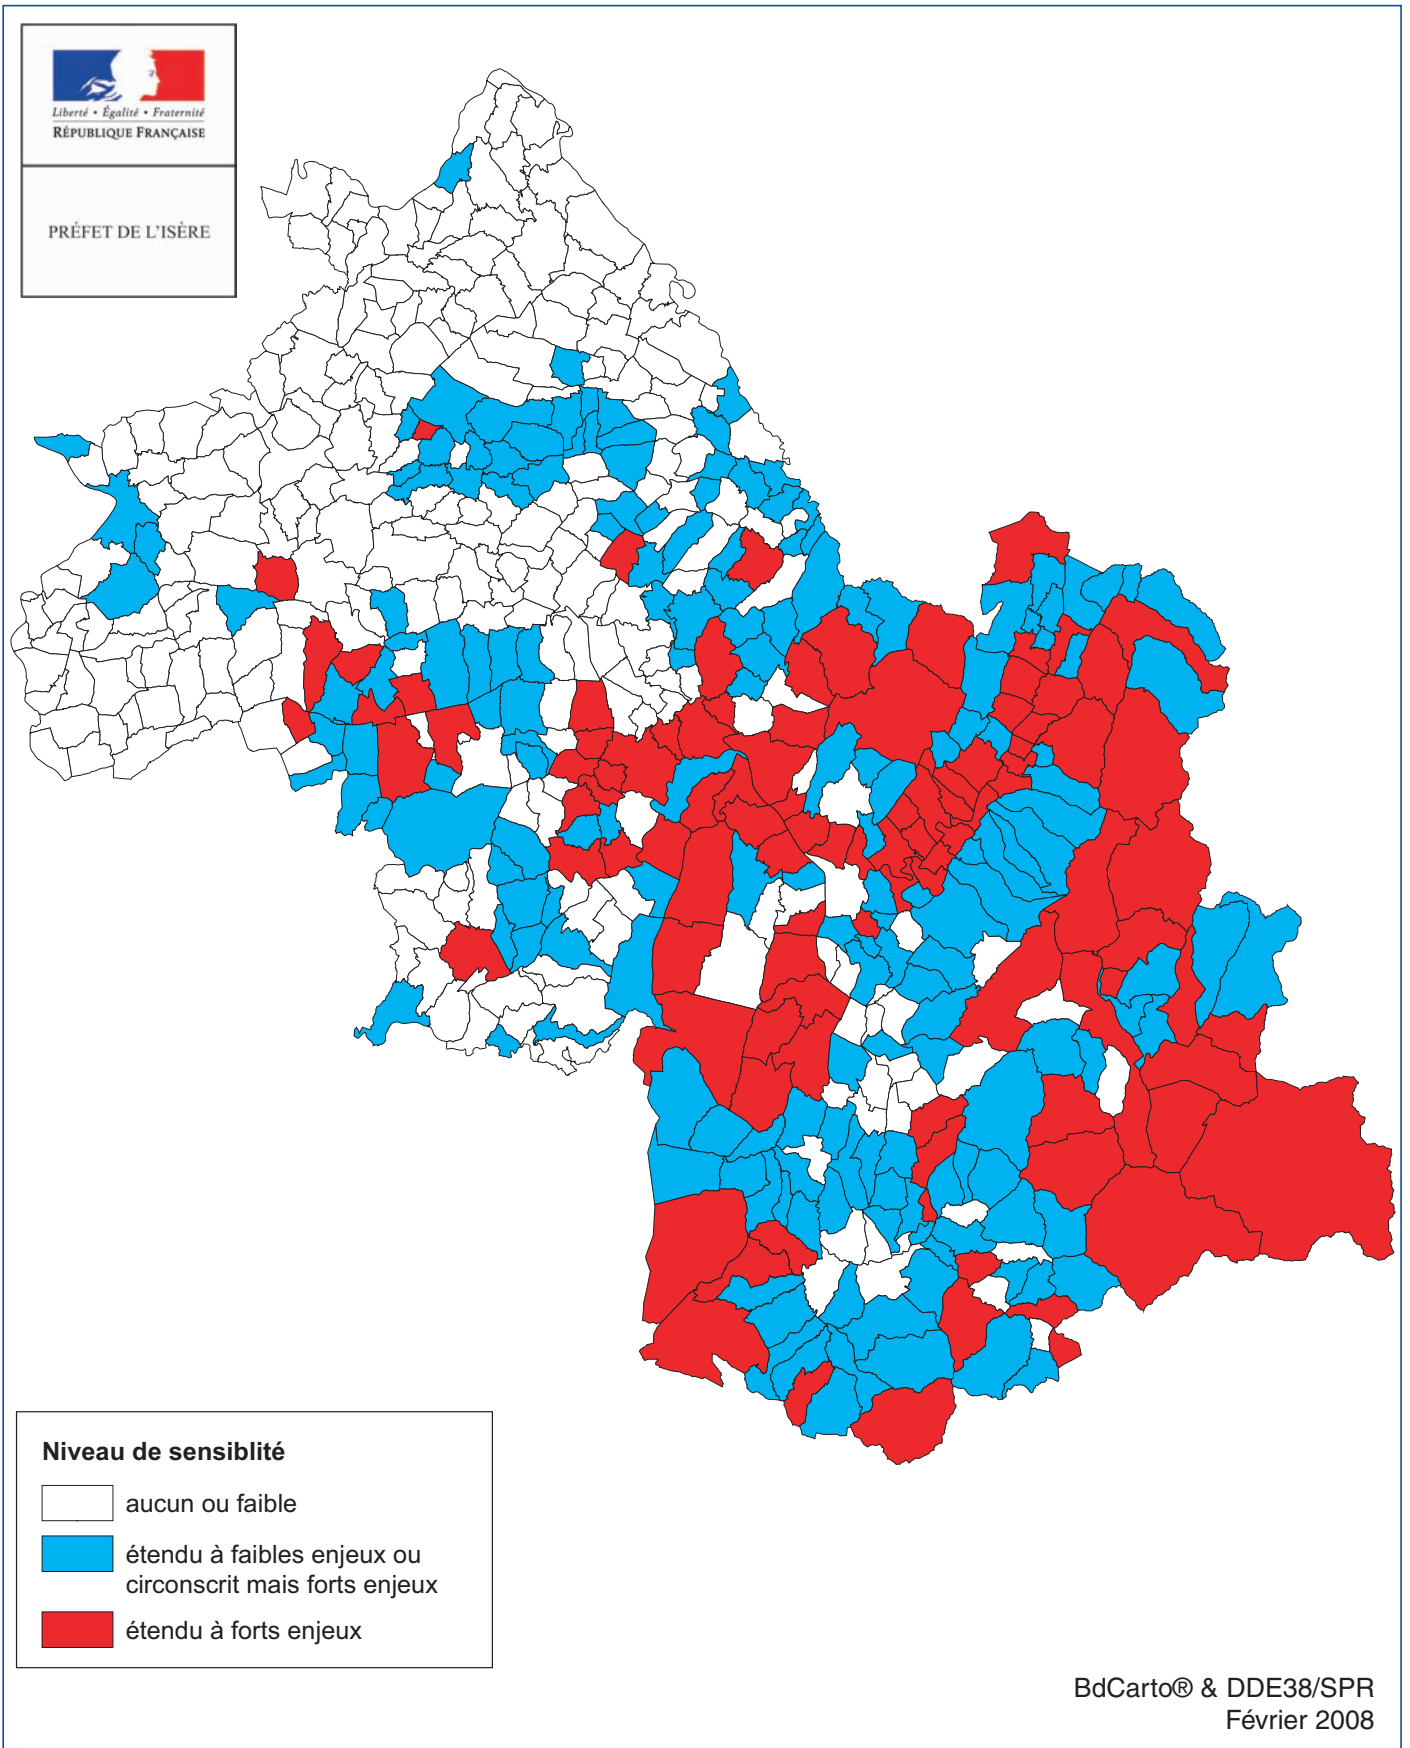 Liberté • Égalité • Fraternité
RÉPUBLIQUE FRANÇAISE
PRÉFET DE L'ISÈRE
Niveau de sensiblité
aucun ou faible
étendu à faibles enjeux ou
circonscrit mais forts enjeux
étendu à forts enjeux
BdCarto® & DDE38/SPR
Février 2008